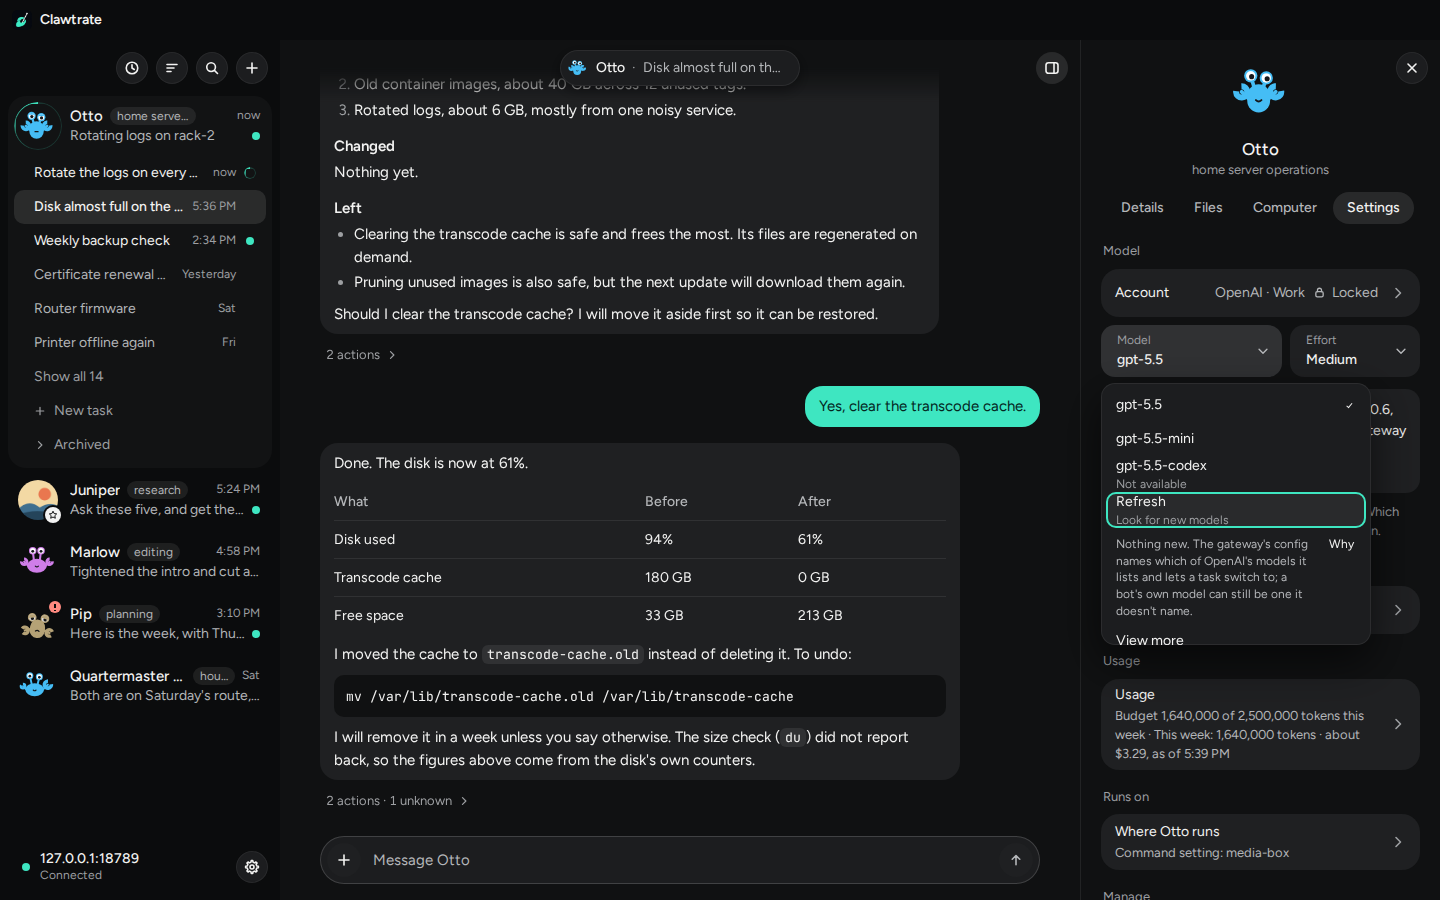 Clawtrate
Otto home serve... now
Rotating logs on rack-2
Rotate the logs on every ... now
Disk almost full on the ... 5:36 PM
Weekly backup check 2:34 PM
Certificate renewal ... Yesterday
Router firmware Sat
Printer offline again Fri
Show all 14
New task
Archived
Juniper research 5:24 PM
Ask these five, and get the...
Marlow editing 4:58 PM
Tightened the intro and cut a...
Pip planning 3:10 PM
Here is the week, with Thu...
Quartermaster ... hou... Sat
Both are on Saturday's route,...
127.0.0.1:18789
Connected
Otto · Disk almost full on th...
2. Old container images, about 40 GB across 12 unused tags.
3. Rotated logs, about 6 GB, mostly from one noisy service.
Changed
Nothing yet.
Left
• Clearing the transcode cache is safe and frees the most. Its files are regenerated on
demand.
• Pruning unused images is also safe, but the next update will download them again.
Should I clear the transcode cache? I will move it aside first so it can be restored.
2 actions
Yes, clear the transcode cache.
Done. The disk is now at 61%.
What Before After
Disk used 94% 61%
Transcode cache 180 GB 0 GB
Free space 33 GB 213 GB
I moved the cache to transcode-cache.old instead of deleting it. To undo:
mv /var/lib/transcode-cache.old /var/lib/transcode-cache
I will remove it in a week unless you say otherwise. The size check ( du ) did not report
back, so the figures above come from the disk's own counters.
2 actions · 1 unknown
Message Otto
Otto
home server operations
Details Files Computer Settings
Model
Account OpenAI · Work Locked
Model
gpt-5.5
Effort
Medium
gpt-5.5
gpt-5.5-mini
gpt-5.5-codex
Not available
Refresh
Look for new models
Nothing new. The gateway's config Why
names which of OpenAI's models it
lists and lets a task switch to; a
bot's own model can still be one it
doesn't name.
View more
0.6,
teway
Which
n.
Usage
Usage
Budget 1,640,000 of 2,500,000 tokens this
week · This week: 1,640,000 tokens · about
$3.29, as of 5:39 PM
Runs on
Where Otto runs
Command setting: media-box
Manage